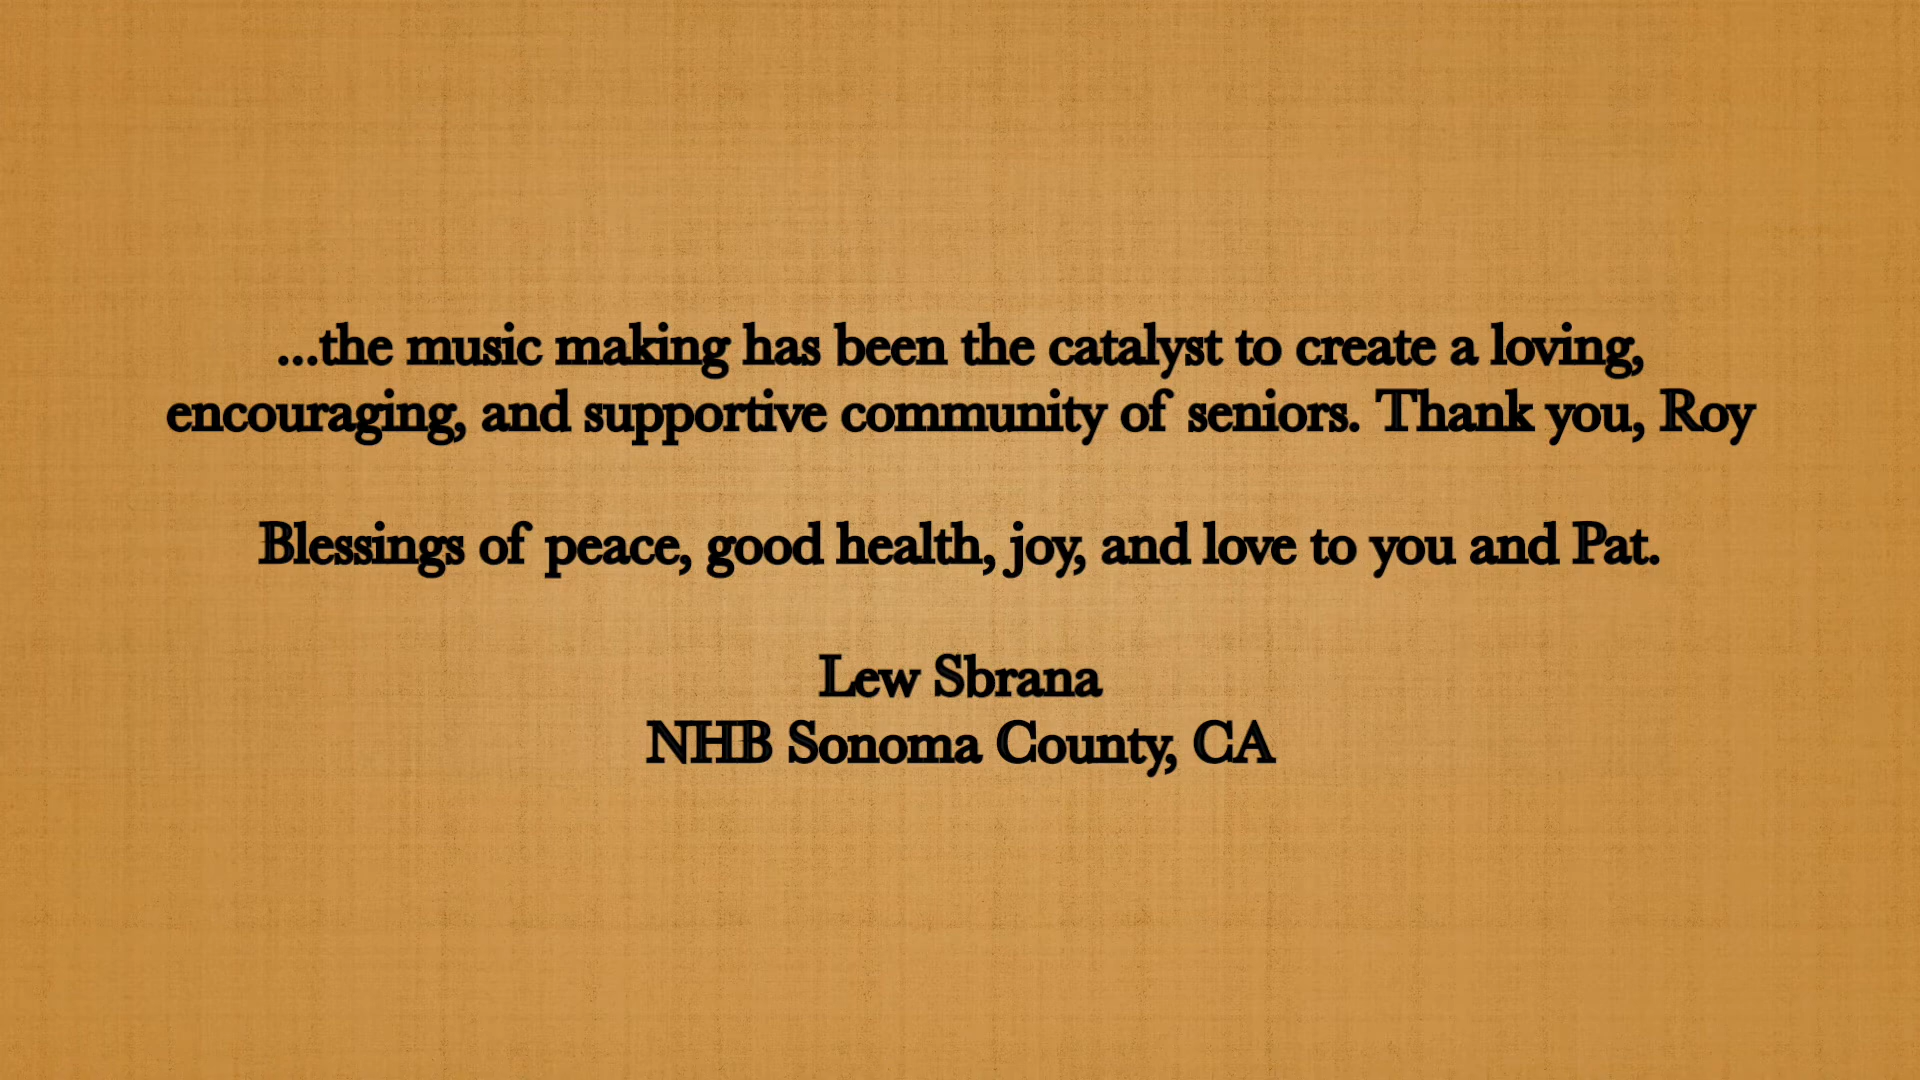 ...the music making has been the catalyst to create a loving,
encouraging, and supportive community of seniors. Thank you, Roy
Blessings of peace, good health, joy, and love to you and Pat.
Lew Sbrana
NHB Sonoma County, CA